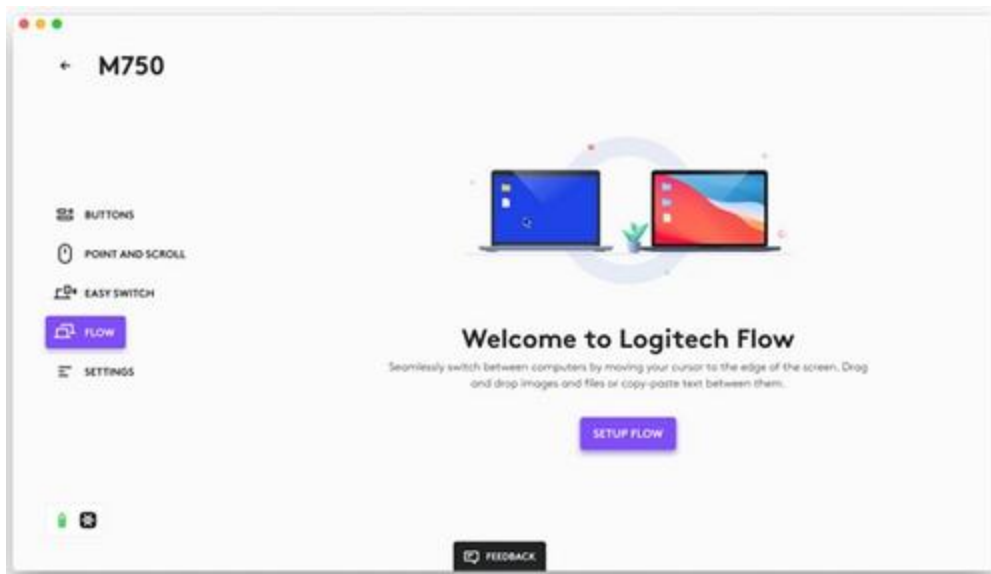 M750
BUTTONS
POINT AND SCROLL
EASY SWITCH
FLOW
SETTINGS
Welcome to Logitech Flow
Seamlessly switch between computers by moving your cursor to the edge of the screen. Drag
and drop images and files or copy-paste text between them.
SETUP FLOW
FEEDBACK